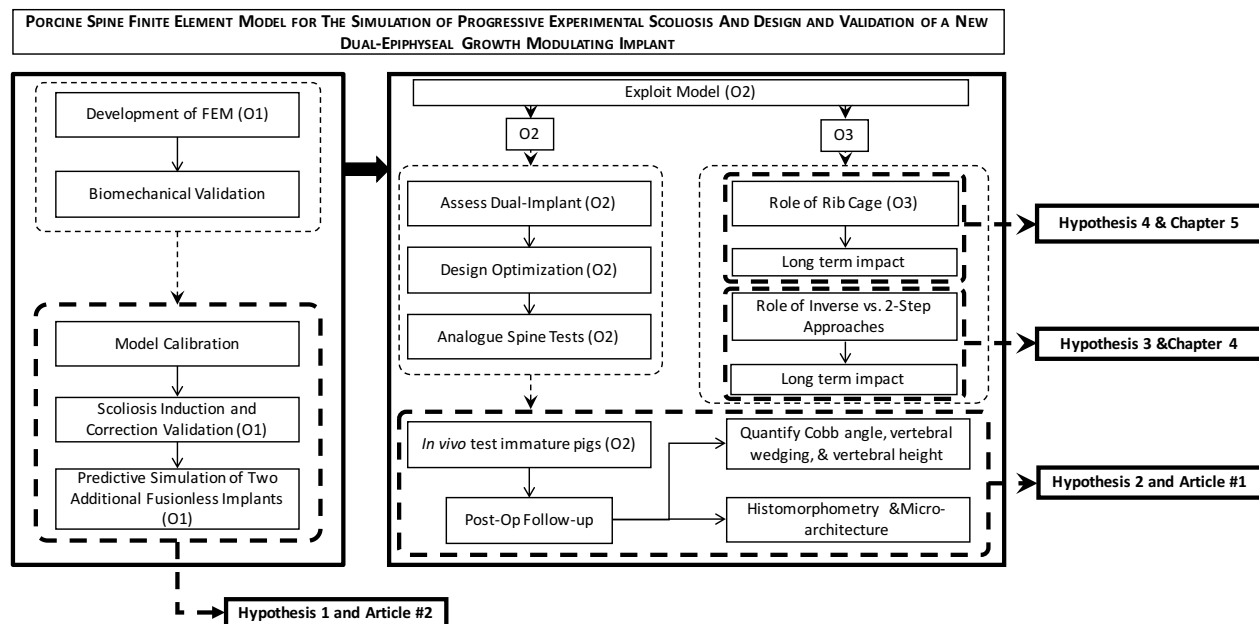 PORCINE SPINE FINITE ELEMENT MODEL FOR THE SIMULATION OF PROGRESSIVE EXPERIMENTAL SCOLIOSIS AND DESIGN AND VALIDATION OF A NEW
DUAL-EPIPHYSEAL GROWTH MODULATING IMPLANT
Development of FEM (O1)
Biomechanical Validation
Model Calibration
Scoliosis Induction and
Correction Validation (O1)
Predictive Simulation of Two
Additional Fusionless Implants
(O1)
Hypothesis 1 and Article #2
Exploit Model (O2)
O2
O3
Assess Dual-Implant (O2)
Design Optimization (O2)
Analogue Spine Tests (O2)
Role of Rib Cage (O3)
Long term impact
Role of Inverse vs. 2-Step
Approaches
Long term impact
In vivo test immature pigs (O2)
Post-Op Follow-up
Quantify Cobb angle, vertebral
wedging, & vertebral height
Histomorphometry &Micro-
architecture
Hypothesis 4 & Chapter 5
Hypothesis 3 &Chapter 4
Hypothesis 2 and Article #1